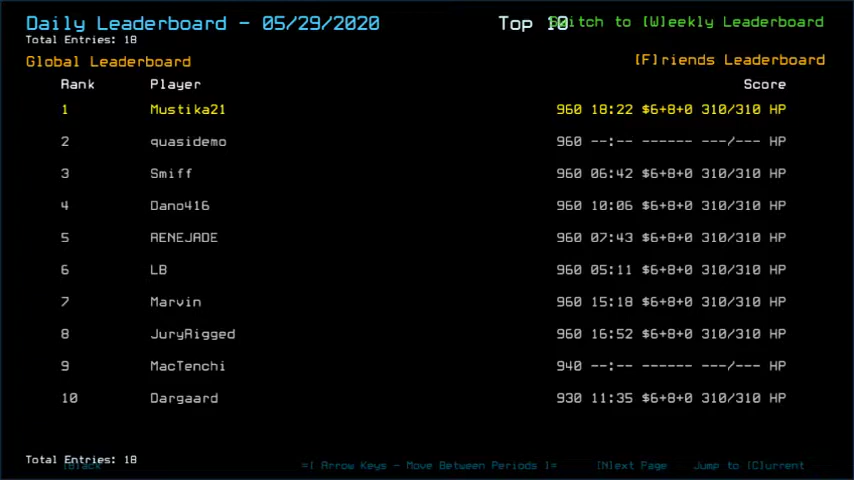 Daily Leaderboard - 05/29/2020 Top 10 Switch to [W]eekly Leaderboard
Total Entries: 18
Global Leaderboard [F]riends Leaderboard
Rank Player Score
1 Mustika21 960 18:22 $6+8+0 310/310 HP
2 quasidemo 960 --:-- ------ ---/--- HP
3 Smiff 960 06:42 $6+8+0 310/310 HP
4 Dano416 960 10:06 $6+8+0 310/310 HP
5 RENEJADE 960 07:43 $6+8+0 310/310 HP
6 LB 960 05:11 $6+8+0 310/310 HP
7 Marvin 960 15:18 $6+8+0 310/310 HP
8 JuryRigged 960 16:52 $6+8+0 310/310 HP
9 MacTenchi 940 --:-- ------ ---/--- HP
10 Dargaard 930 11:35 $6+8+0 310/310 HP
Total Entries: 18
[B]ack =[ Arrow Keys - Move Between Periods ]= [N]ext Page Jump to [C]urrent